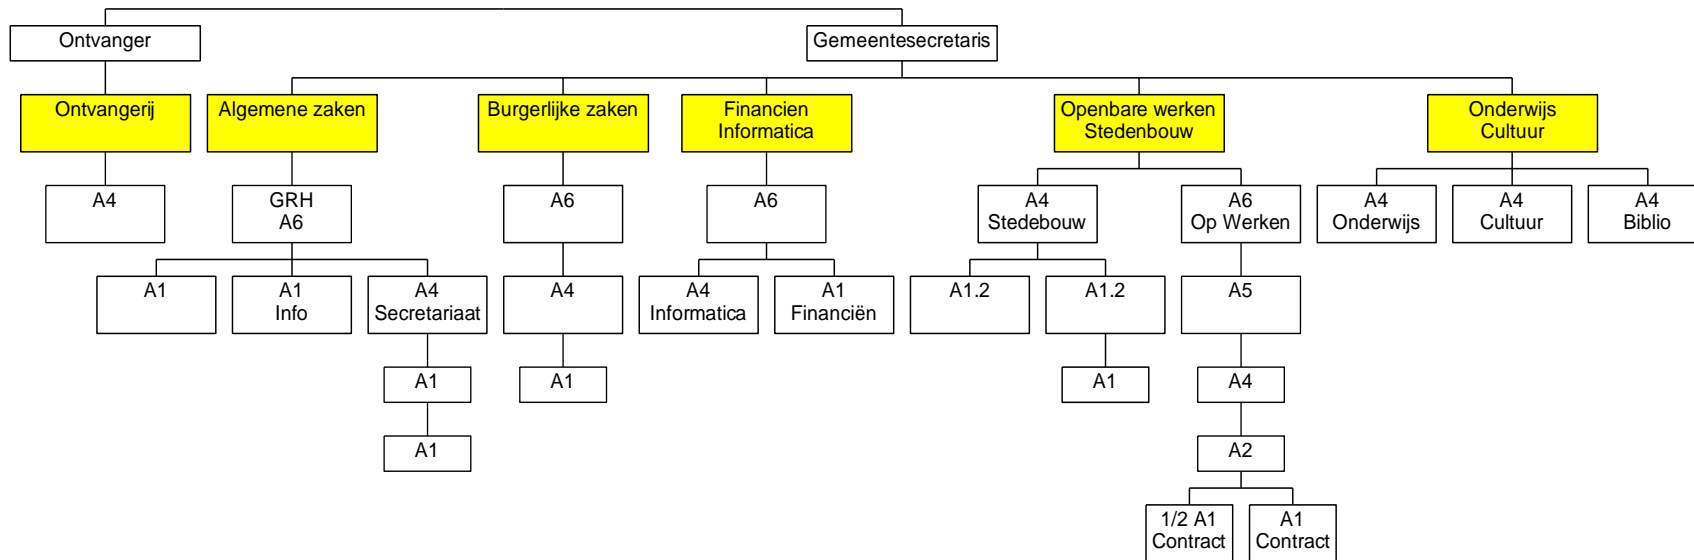 Ontvanger
Gemeentesecretaris
Ontvangerij
Algemene zaken
Burgerlijke zaken
Financien
Informatica
Openbare werken
Stedenbouw
Onderwijs
Cultuur
A4
GRH
A6
A6
A6
A4
Stedebouw
A6
Op Werken
A4
Onderwijs
A4
Cultuur
A4
Biblio
A1
A1
Info
A4
Secretariaat
A4
A4
Informatica
A1
Financiën
A1.2
A1.2
A5
A1
A1
A1
A4
A1
A2
1/2 A1
Contract
A1
Contract